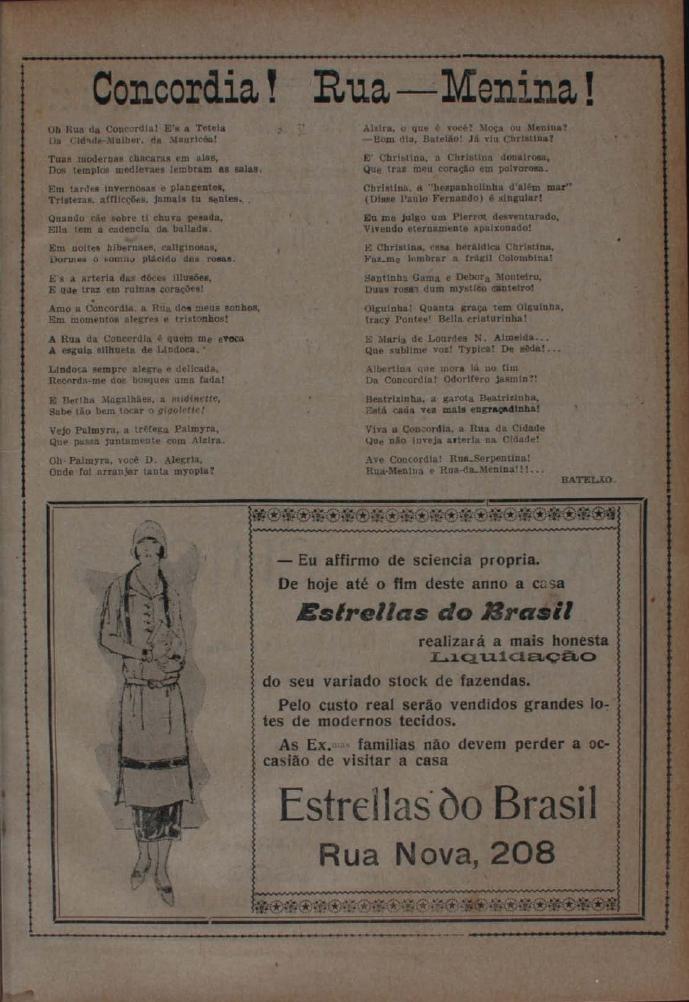 Concordia! Rua—Menina!
Oh Rua da Concordia! E's a Teteia
Da Cidade-Mulher, da Mauricéa!
Tuas modernas chacaras em alas,
Dos templos medievaes lembram as salas.
Em tardes invernosas e plangentes,
Tristezas, afflicções, jamais tu sentes.
Quando cáe sobre ti chuva pesada,
Ella tem a cadencia da ballada.
Em noites hibernaes, caliginosas,
Dormes o somno plácido das rosas.
E's a arteria das dôces illusões,
E que traz em ruinas corações!
Amo a Concordia, a Rua dos meus sonhos,
Em momentos alegres e tristonhos!
A Rua da Concordia é quem me evoca
A esguia silhueta de Lindoca.
Lindoca sempre alegre e delicada,
Recorda-me dos bosques uma fada!
E Bertha Magalhães, a midinette,
Sabe tão bem tocar o gigolette!
Vejo Palmyra, a tréfega Palmyra,
Que passa juntamente com Alzira.
Oh Palmyra, você D. Alegria,
Onde foi arranjar tanta myopia?
Alzira, o que é você? Moça ou Menina?
—Bom dia, Batelão! Já viu Christina?
E' Christina, a Christina donairosa,
Que traz meu coração em polvorosa.
Christina, a "hespanholinha d'além mar"
(Disse Paulo Fernando) é singular!
Eu me julgo um Pierrot desventurado,
Vivendo eternamente apaixonado!
E Christina, essa heráldica Christina,
Faz-me lembrar a frágil Colombina!
Santinha Gama e Debora Monteiro,
Duas rosas dum mystico canteiro!
Olguinha! Quanta graça tem Olguinha,
tracy Pontes! Bella criaturinha!
E Maria de Lourdes N. Almeida...
Que sublime voz! Typica! De sêda!...
Albertina que mora lá no fim
Da Concordia! Odorifero jasmin?!
Beatrizinha, a garota Beatrizinha,
Está cada vez mais engraçadinha!
Viva a Concordia, a Rua da Cidade
Que não inveja arteria na Cidade!
Ave Concordia! Rua-Serpentina!
Rua-Menina e Rua-da-Menina!!!...
BATELÃO.
— Eu affirmo de sciencia propria.
De hoje até o fim deste anno a casa
Estrellas do Brasil
realizará a mais honesta
Liquidação
do seu variado stock de fazendas.
Pelo custo real serão vendidos grandes lo-
tes de modernos tecidos.
As Ex.mas familias não devem perder a oc-
casião de visitar a casa
Estrellas do Brasil
Rua Nova, 208